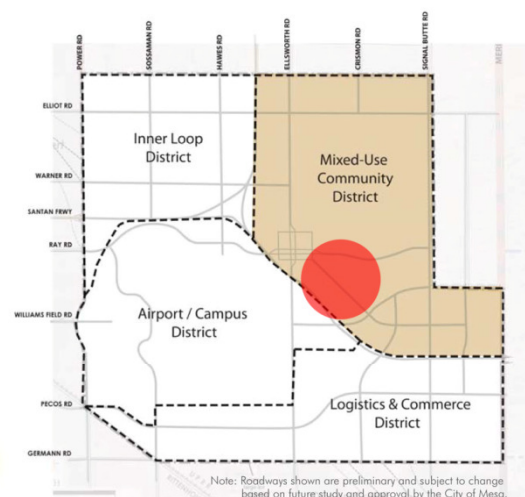 POWER RD
SOSSAMAN RD
HAWES RD
ELLSWORTH RD
CRISMON RD
SIGNAL BUTTE RD
MERI
ELLIOT RD
Inner Loop
District
Mixed-Use
Community
District
WARNER RD
SANTAN FRWY
RAY RD
WILLIAMS FIELD RD
Airport / Campus
District
PECOS RD
Logistics & Commerce
District
GERMANN RD
Note: Roadways shown are preliminary and subject to change
based on future study and approval by the City of Mesa.